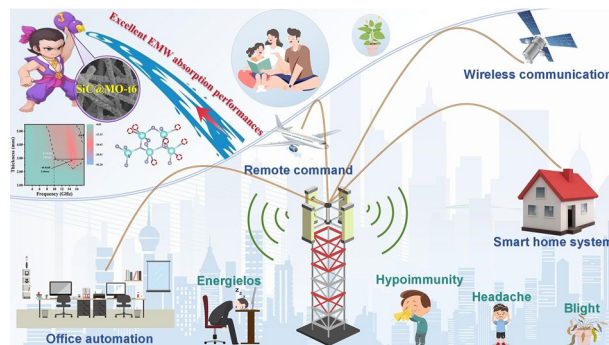 Excellent EMW absorption performances
SiC@MO-t6
Wireless communication
Thickness (mm)
Frequency (GHz)
Remote command
Smart home system
Energielos
Hypoimmunity
Headache
Blight
Office automation